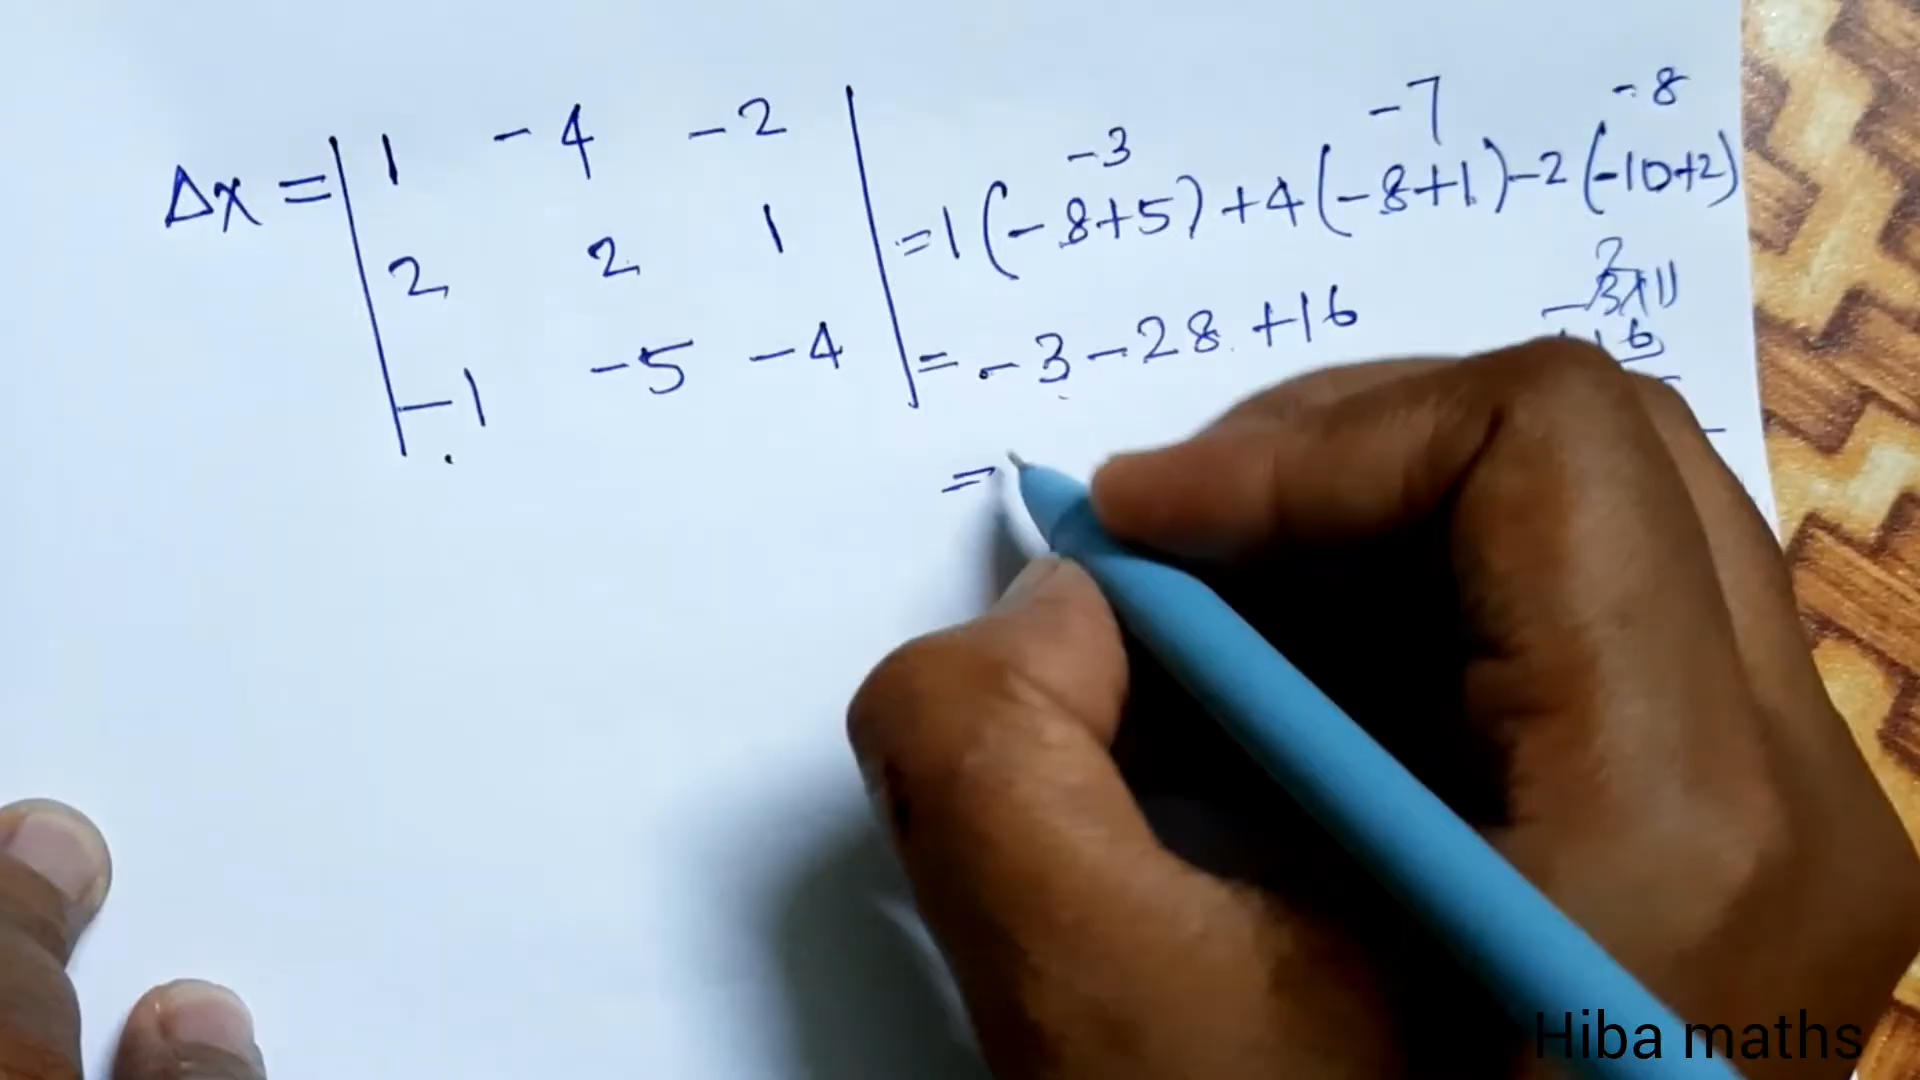 Δx = | 1 -4 -2 |
| 2 2 1 | = 1 (-8+5) + 4 (-8+1) -2 (-10+2)
| -1 -5 -4 | = -3 -28 +16
-3 -7 -8
=
Hiba maths